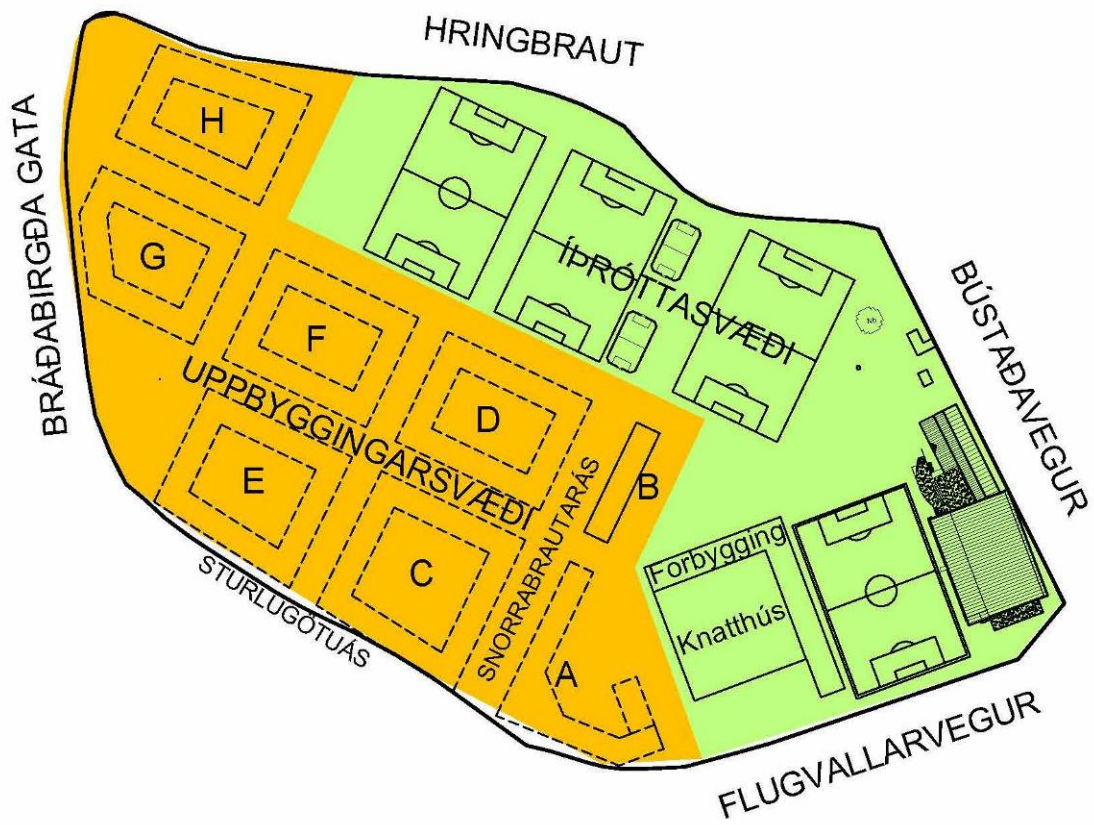 HRINGBRAUT
BRÁÐABIRGÐA GATA
H
G
F
ÍÞRÓTTASVÆÐI
BÚSTAÐAVEGUR
UPPBYGGINGARSVÆÐI
D
E
B
C
SNORRABRAUTARÁS
STURLUGÖTUÁS
A
Forbygging
Knatthús
FLUGVALLARVEGUR